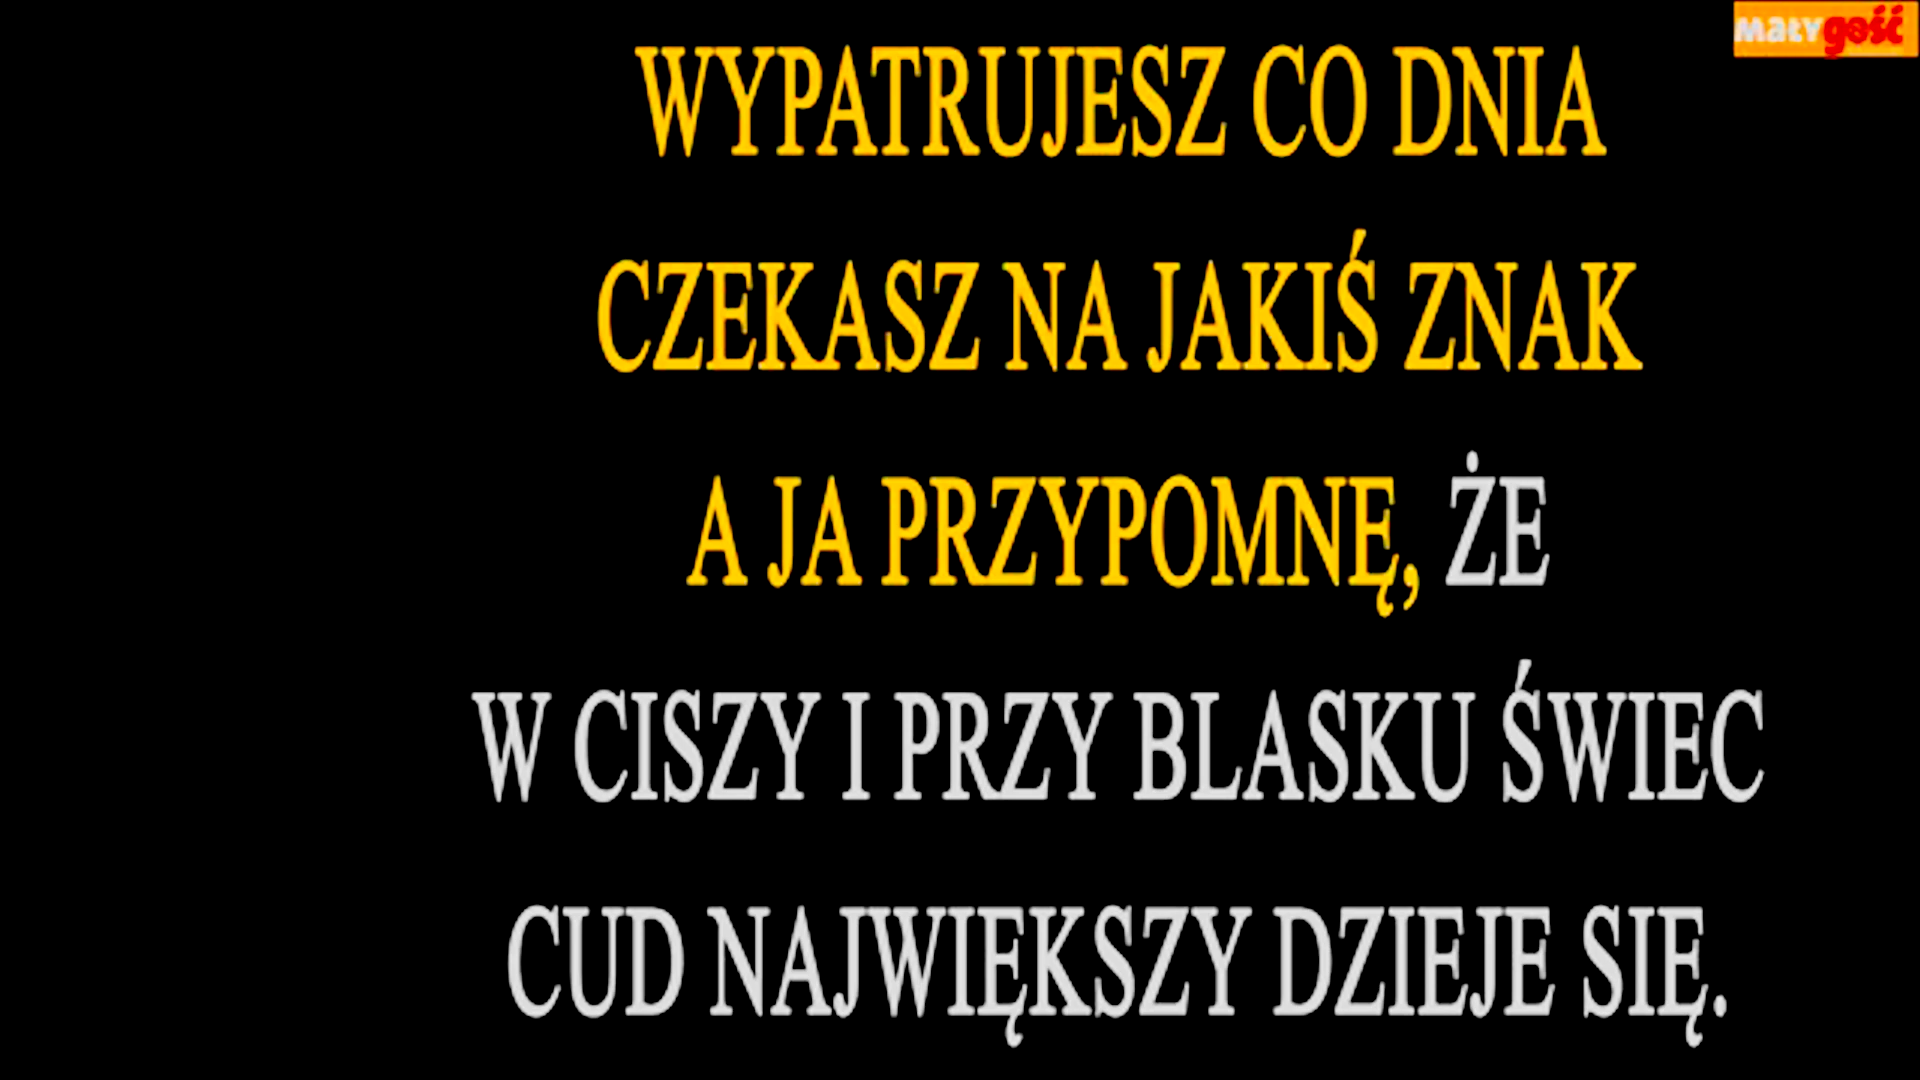 małygość
WYPATRUJESZ CO DNIA
CZEKASZ NA JAKIŚ ZNAK
A JA PRZYPOMNĘ, ŻE
W CISZY I PRZY BLASKU ŚWIEC
CUD NAJWIĘKSZY DZIEJE SIĘ.